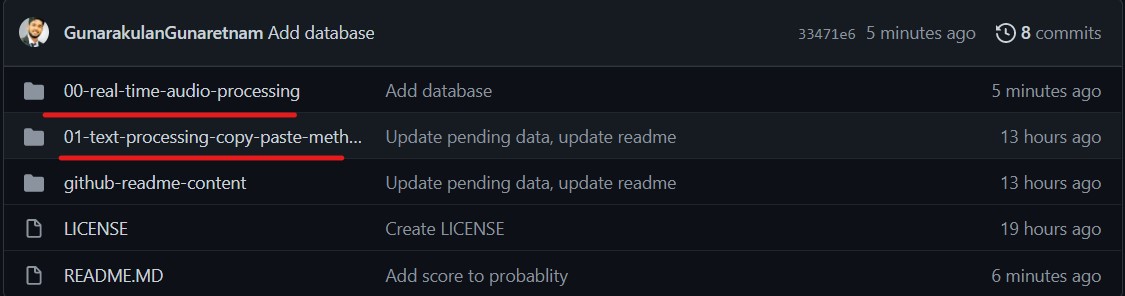 GunarakulanGunaretnam Add database 33471e6 5 minutes ago 8 commits
00-real-time-audio-processing Add database 5 minutes ago
01-text-processing-copy-paste-meth... Update pending data, update readme 13 hours ago
github-readme-content Update pending data, update readme 13 hours ago
LICENSE Create LICENSE 19 hours ago
README.MD Add score to probablity 6 minutes ago